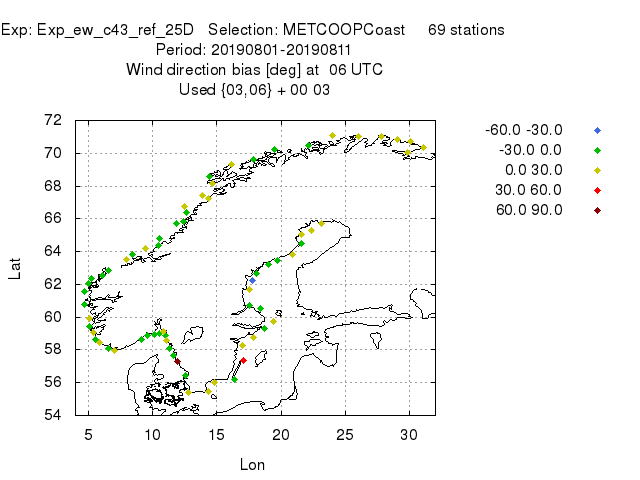 Exp: Exp_ew_c43_ref_25D Selection: METCOOPCoast 69 stations
Period: 20190801-20190811
Wind direction bias [deg] at 06 UTC
Used {03,06} + 00 03
72
70
68
66
64
62
60
58
56
54
Lat
5 10 15 20 25 30
Lon
-60.0 -30.0
-30.0 0.0
0.0 30.0
30.0 60.0
60.0 90.0